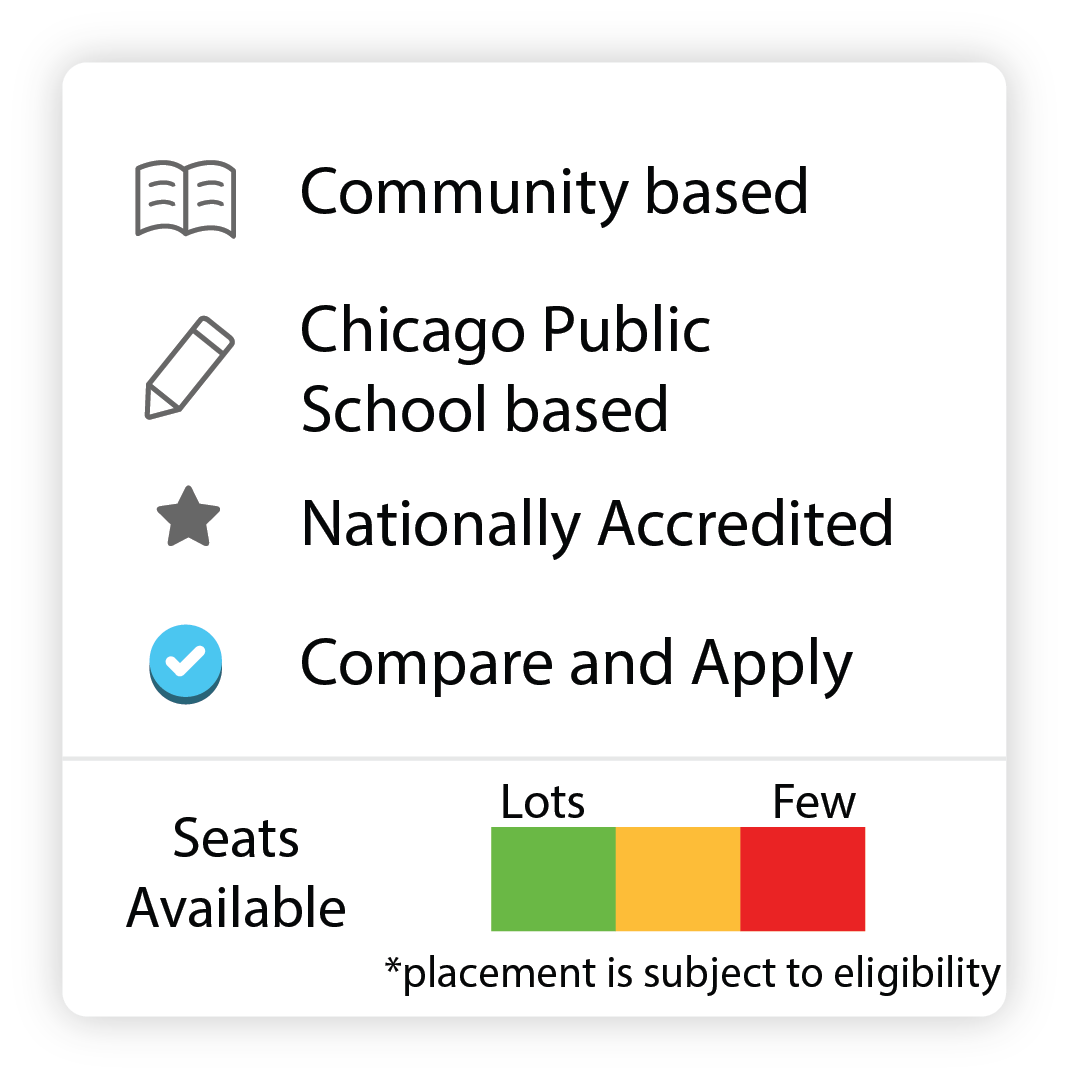 Community based
Chicago Public
School based
Nationally Accredited
Compare and Apply
Lots Few
Seats
Available
*placement is subject to eligibility